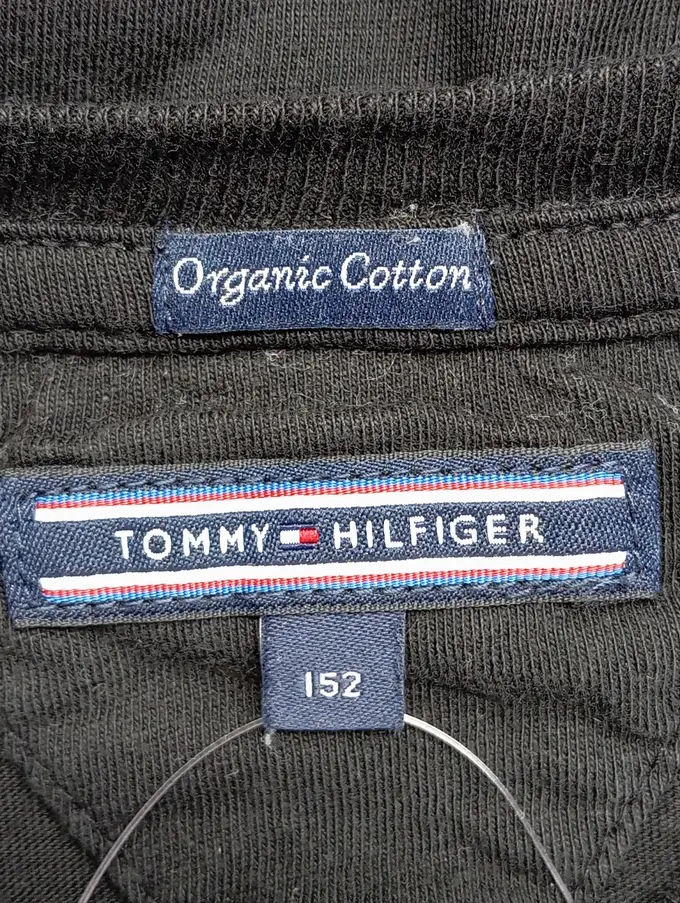 Organic Cotton
TOMMY HILFIGER
152